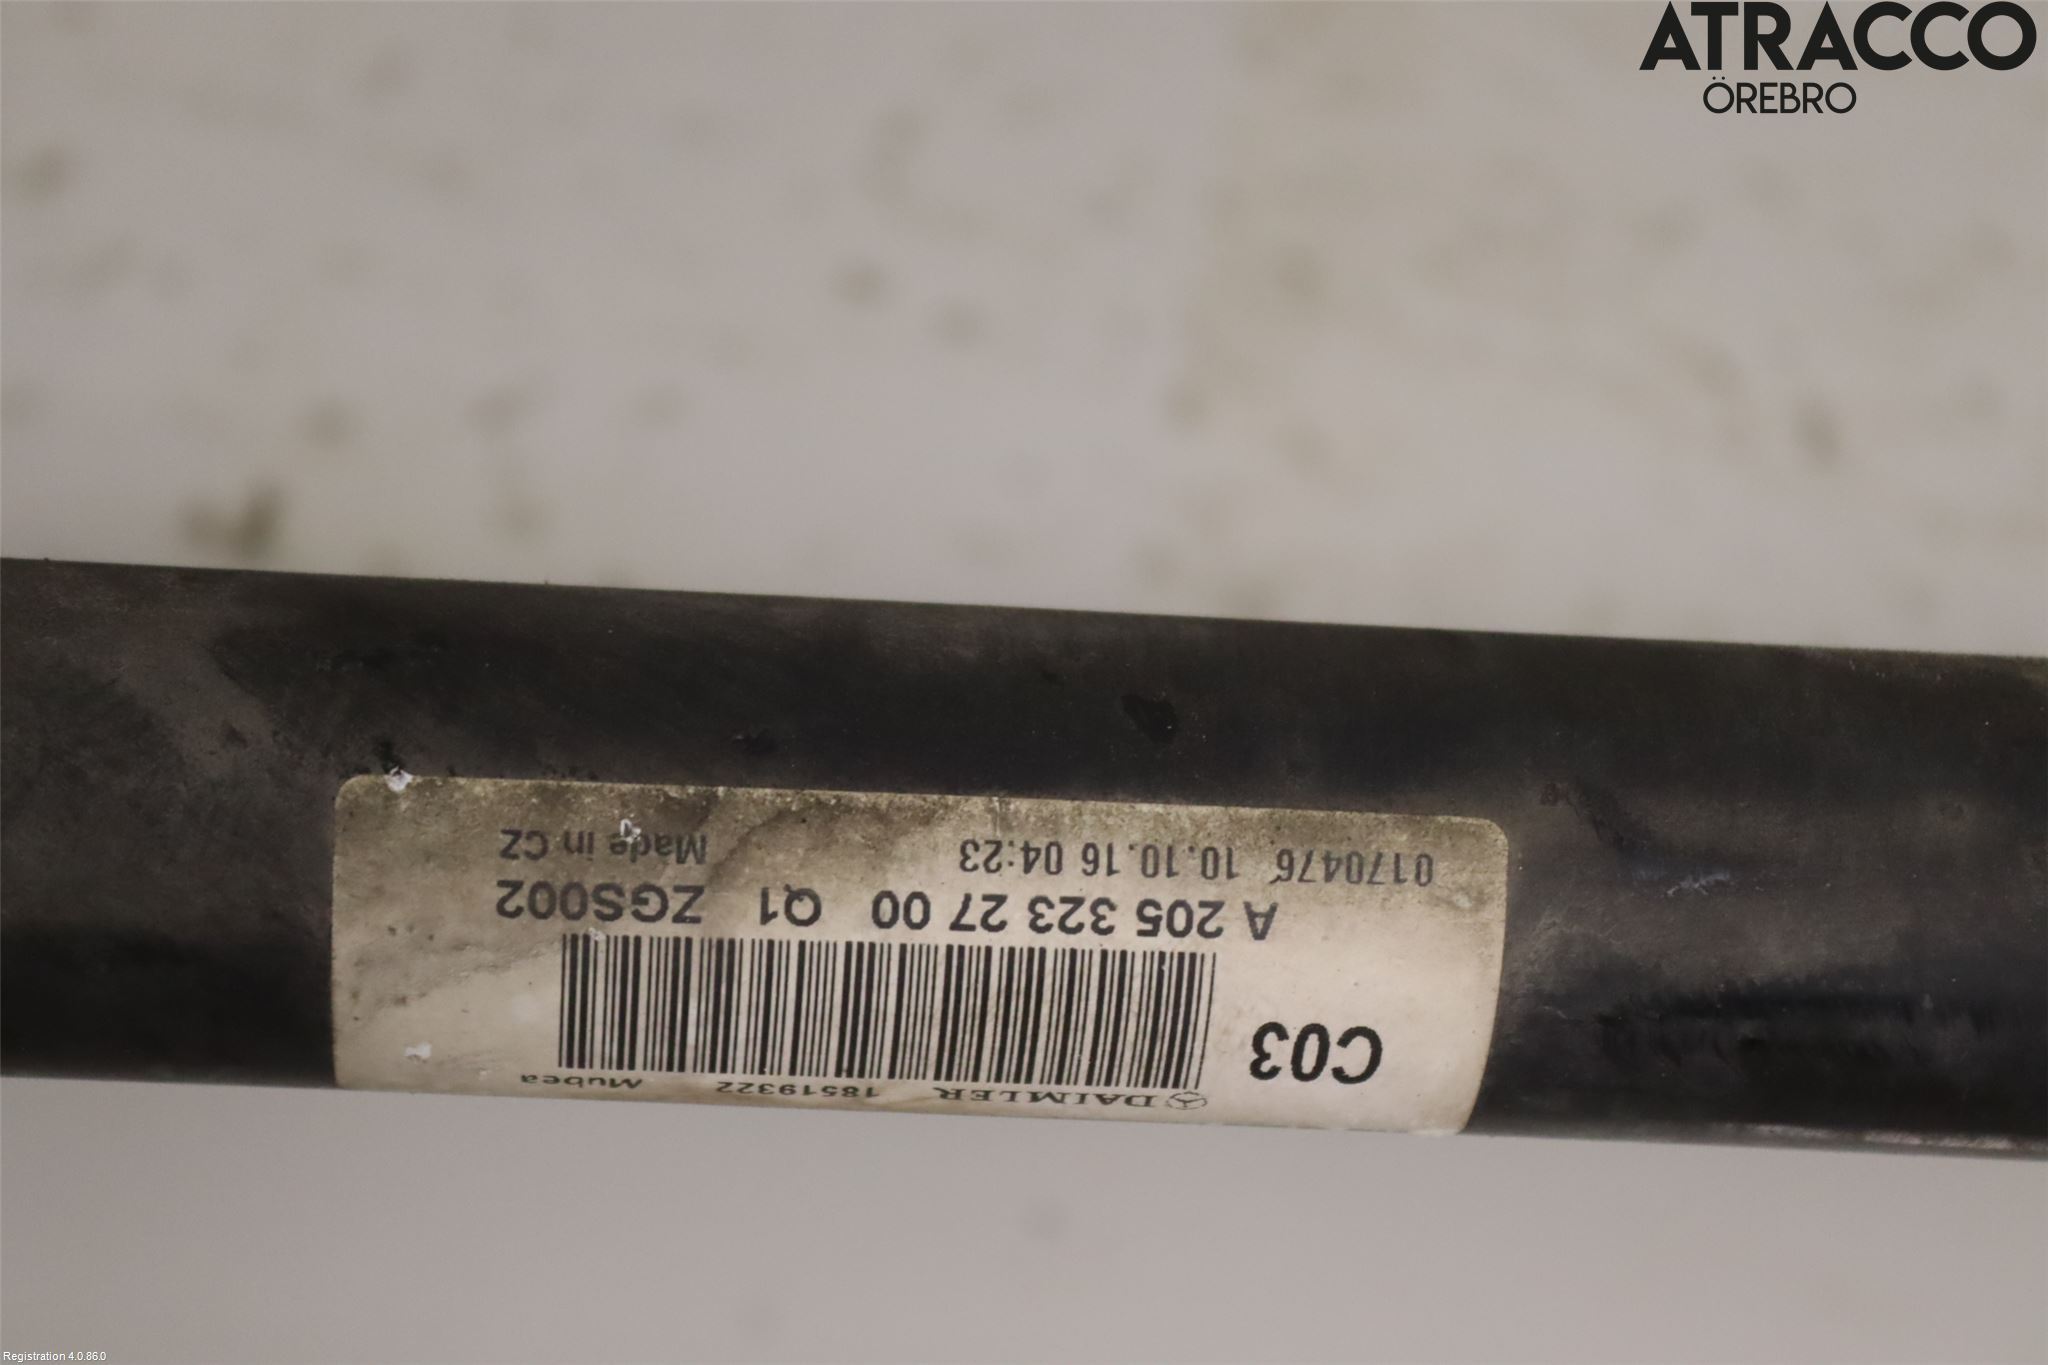 ATRACCO
ÖREBRO
DAIMLER 18519322 Mubea
C03
A 205 323 27 00 Q1 ZGS002
0170476 10.10.16 04:23 Made in CZ
Registration 4.0.86.0